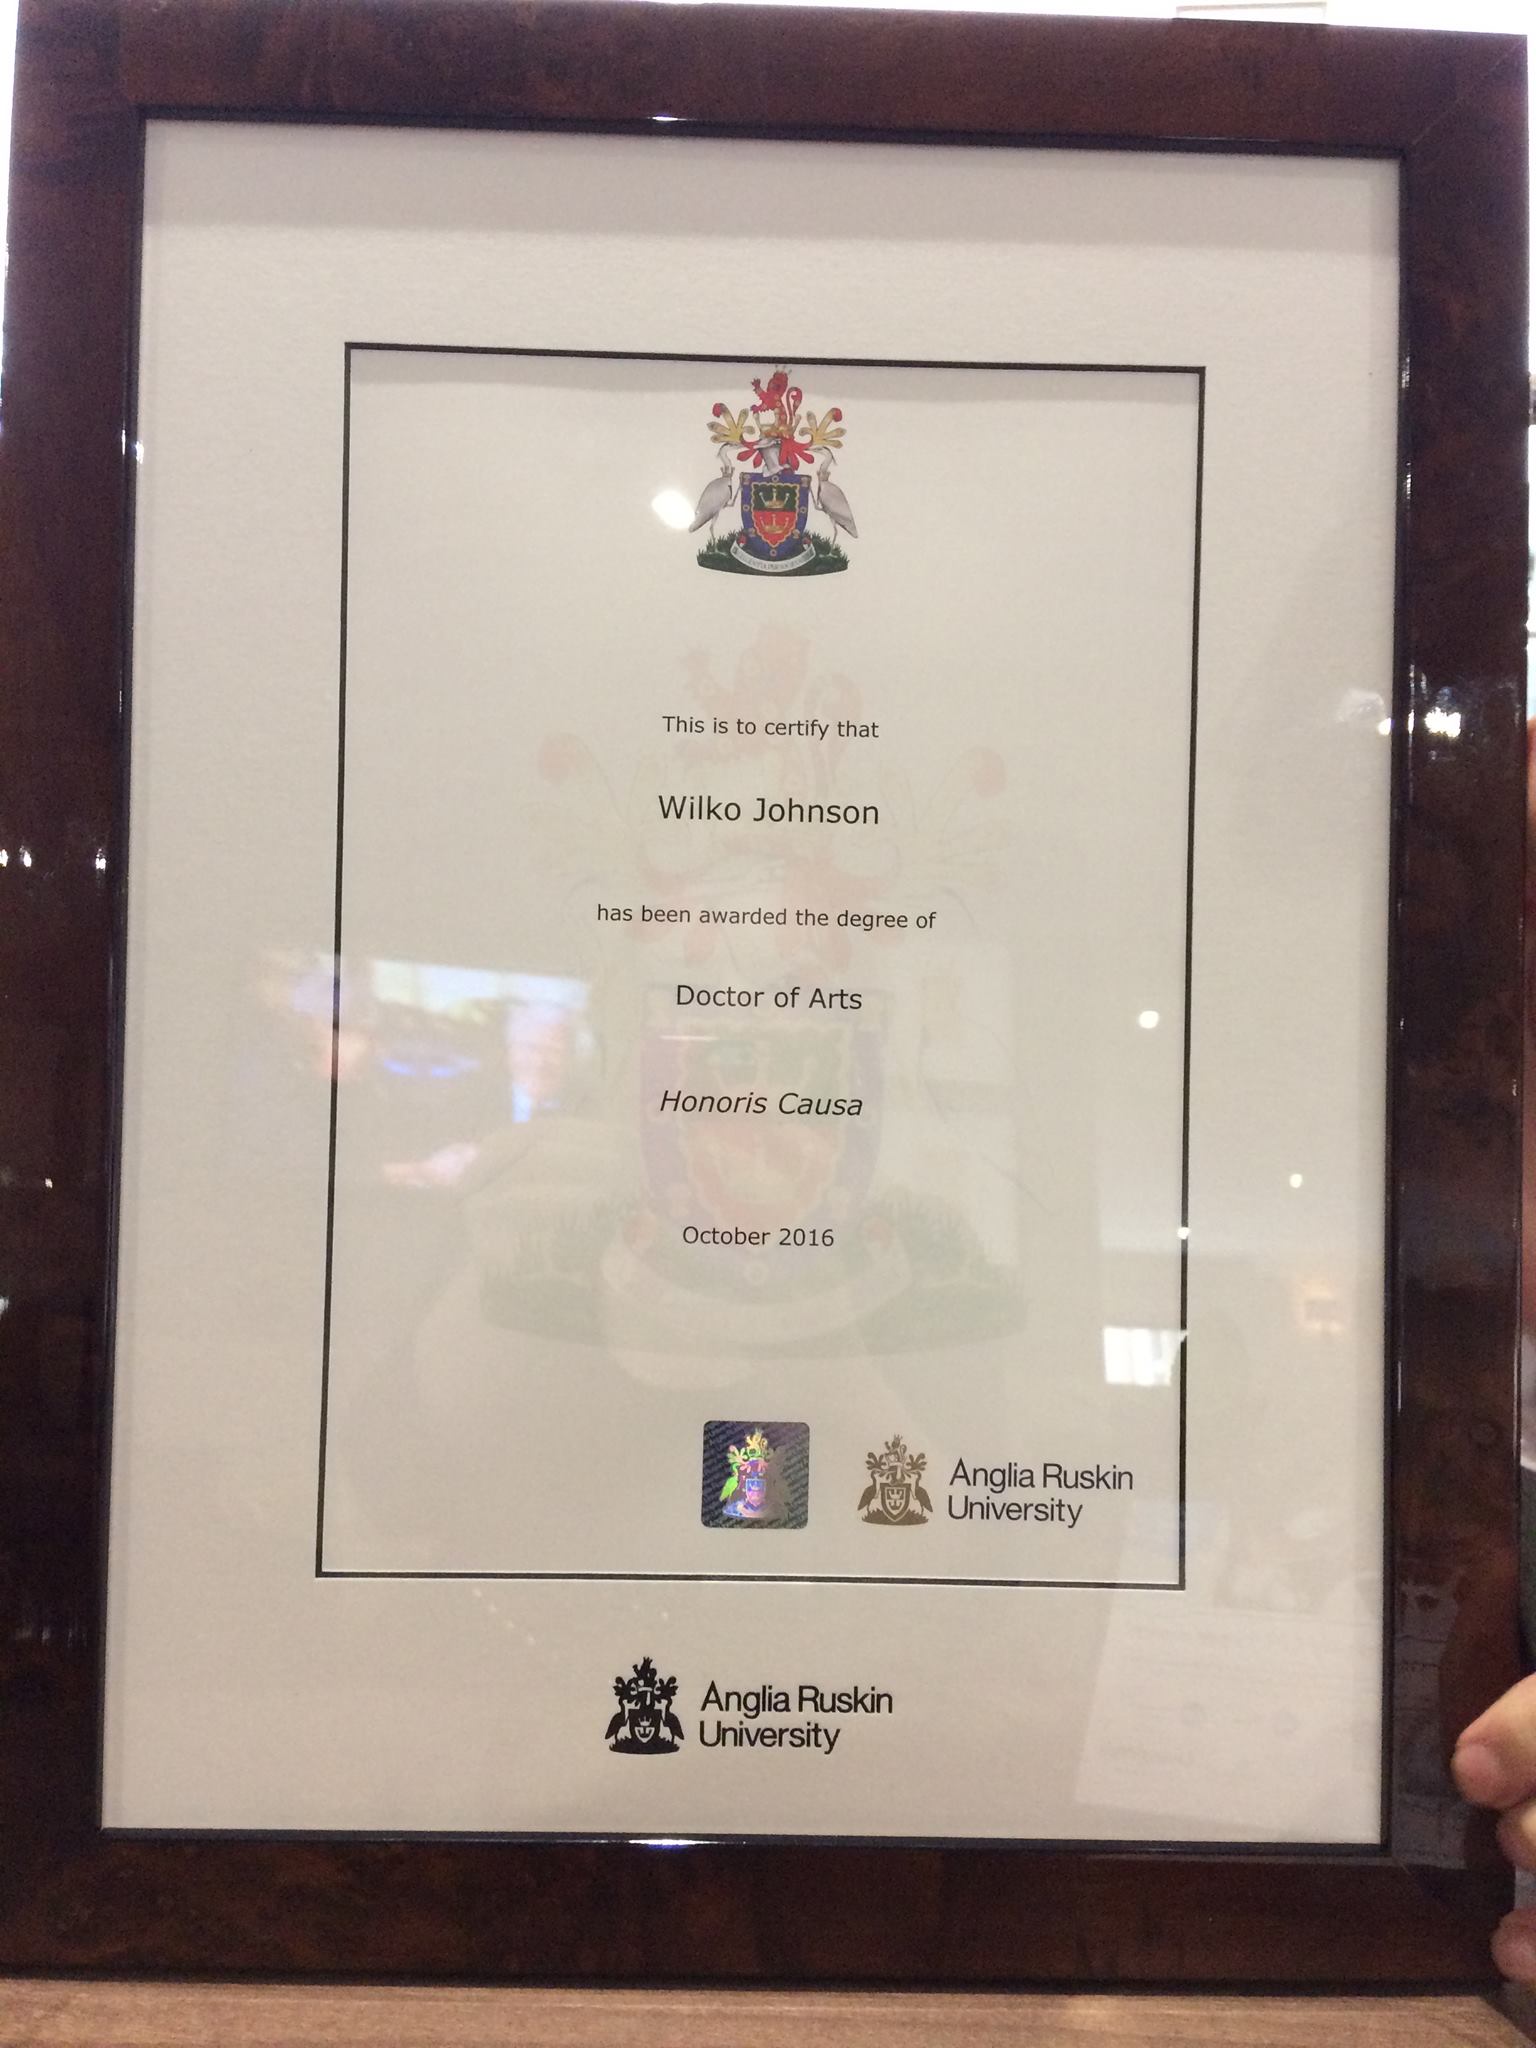 This is to certify that
Wilko Johnson
has been awarded the degree of
Doctor of Arts
Honoris Causa
October 2016
Anglia Ruskin
University
Anglia Ruskin
University